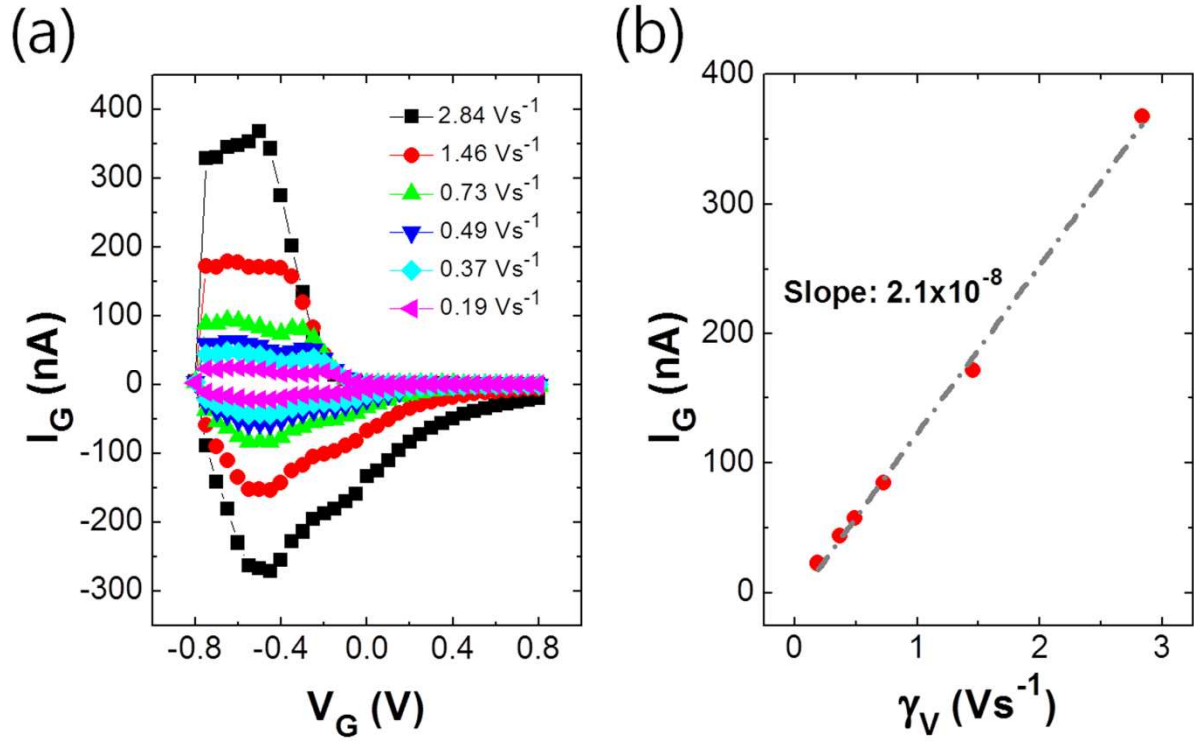 (a)
I_G (nA)
400
300
200
100
0
-100
-200
-300
-0.8
-0.4
0.0
0.4
0.8
V_G (V)
2.84 Vs⁻¹
1.46 Vs⁻¹
0.73 Vs⁻¹
0.49 Vs⁻¹
0.37 Vs⁻¹
0.19 Vs⁻¹
(b)
I_G (nA)
400
300
200
100
0
0
1
2
3
γ_V (Vs⁻¹)
Slope: 2.1x10⁻⁸